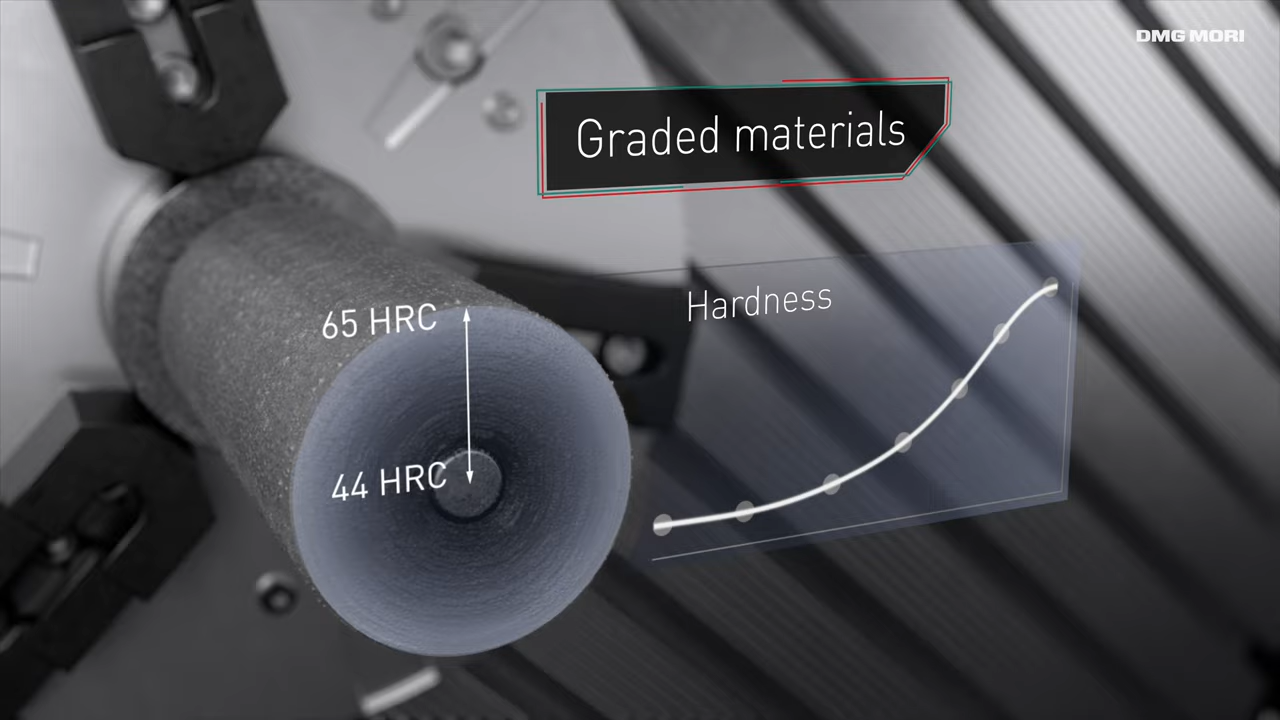 DMG MORI
Graded materials
Hardness
65 HRC
44 HRC